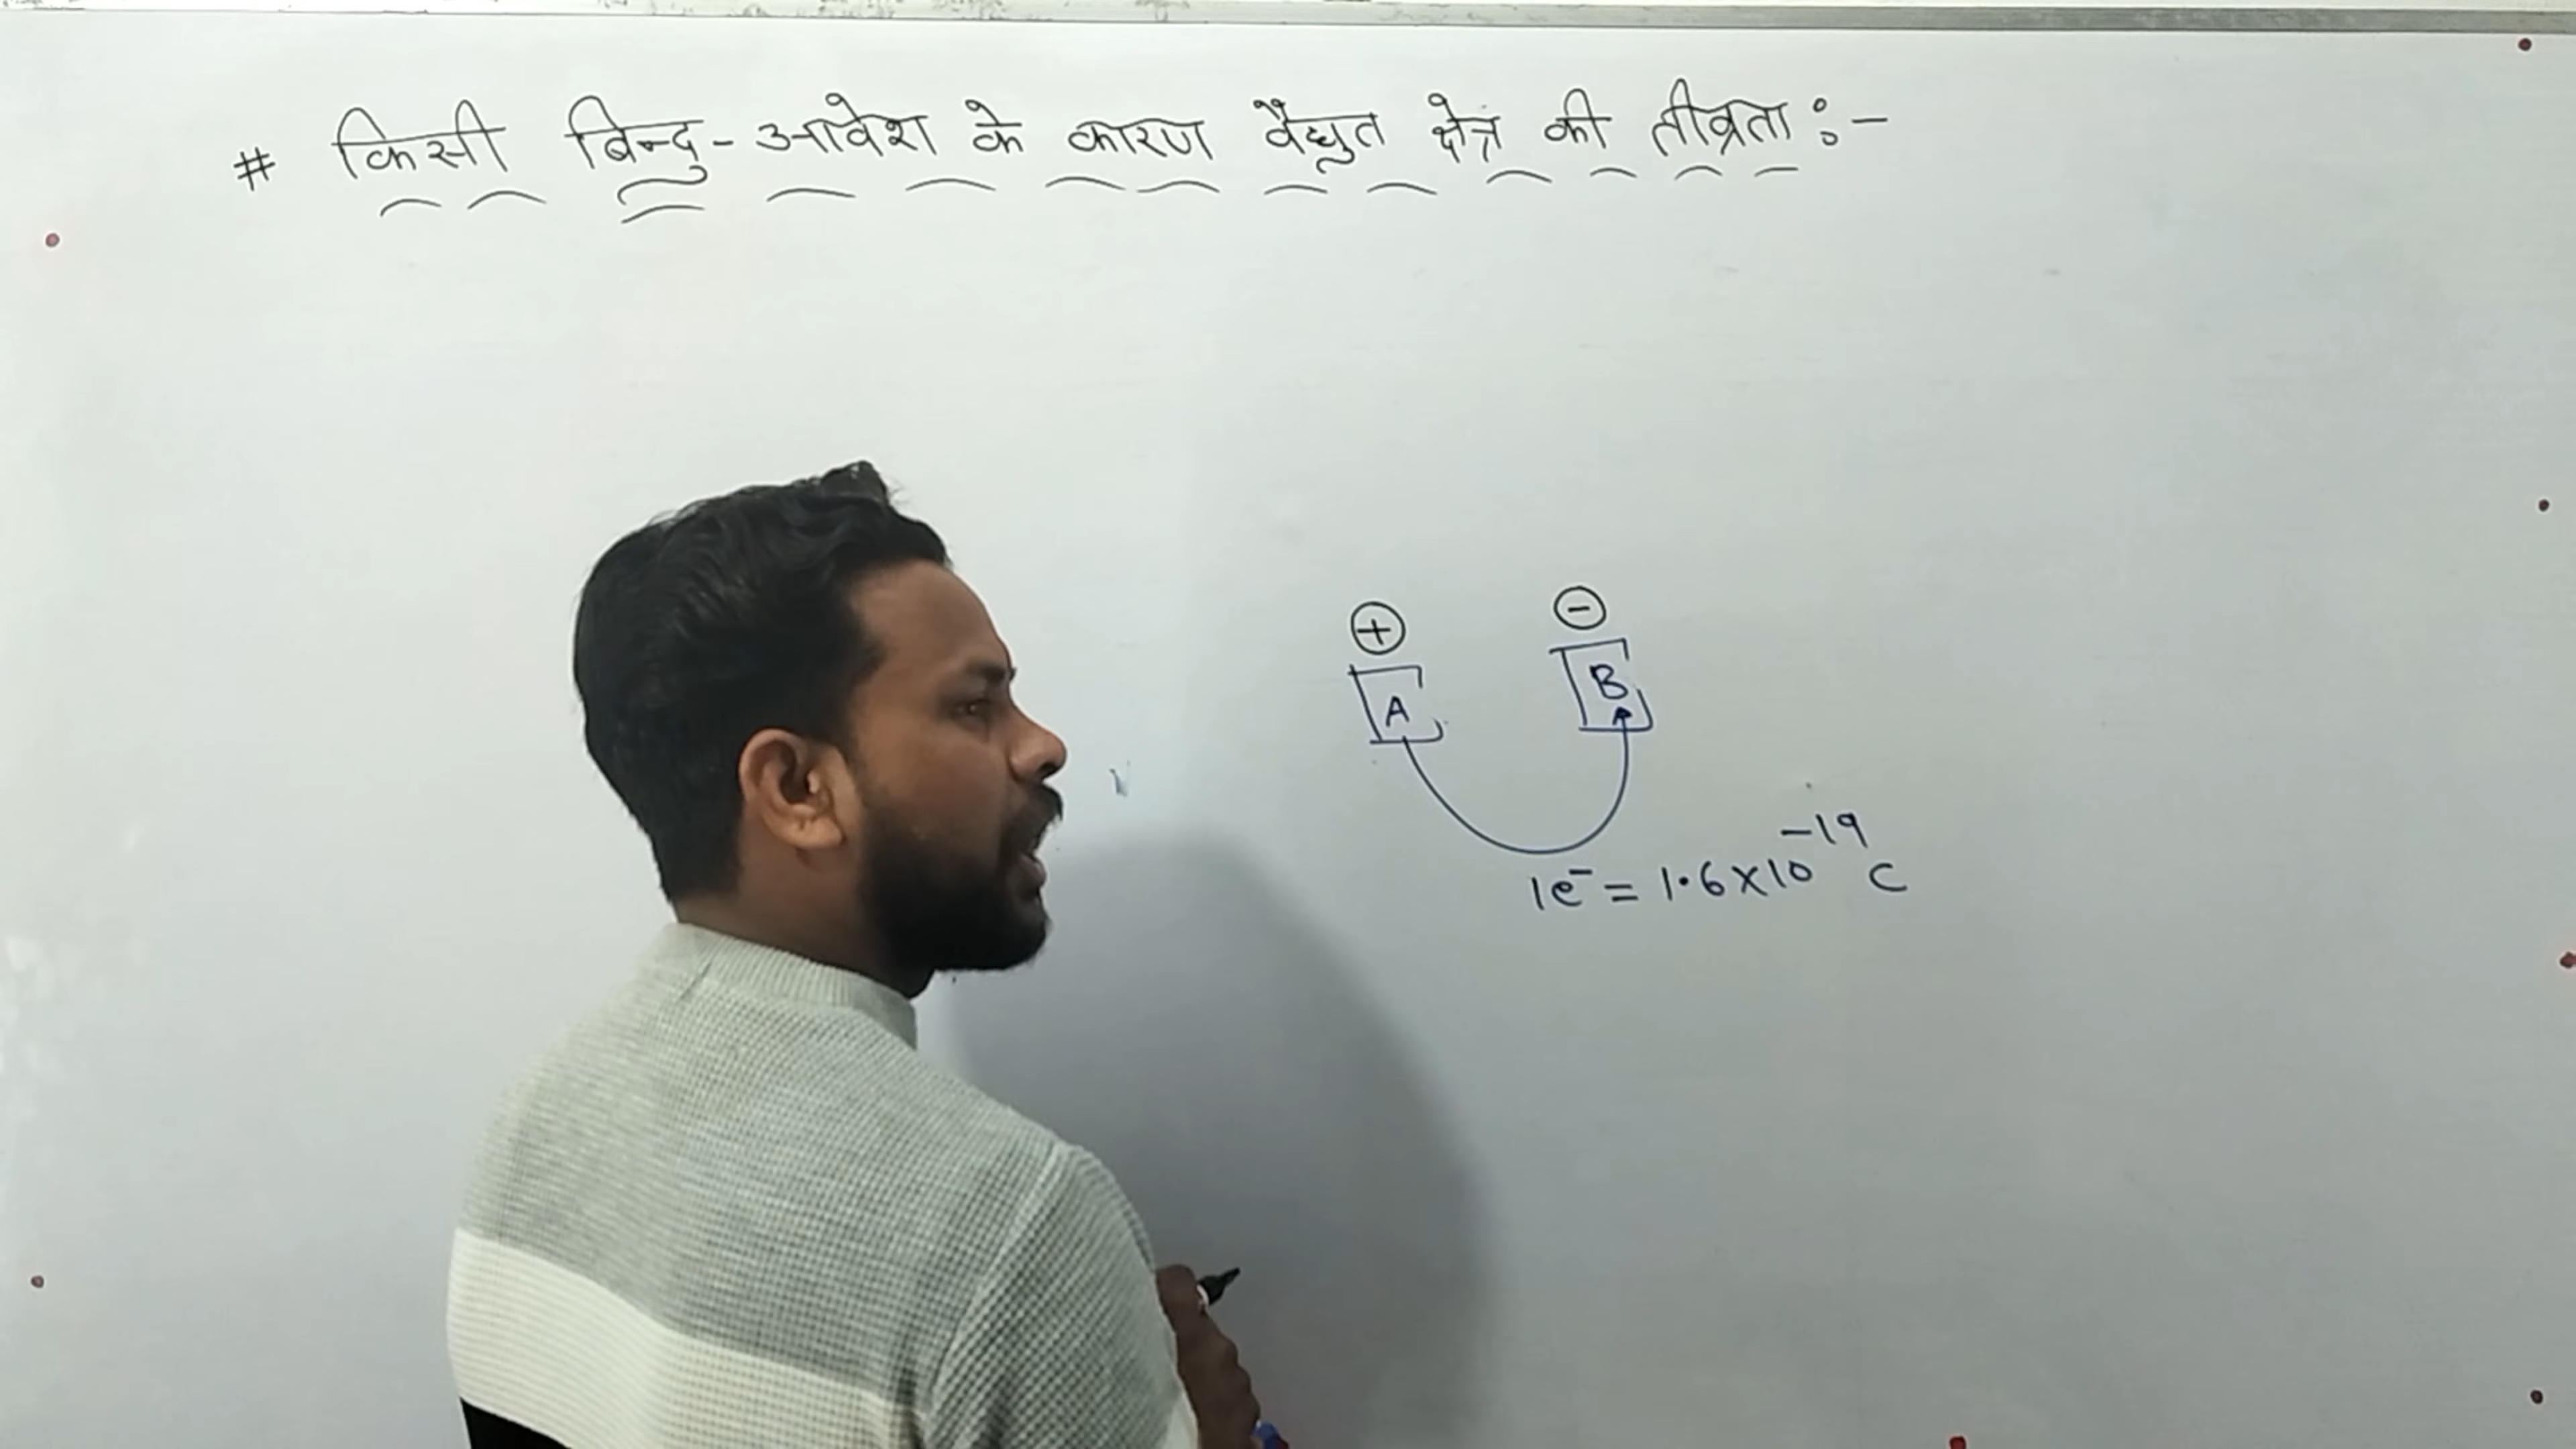 # किसी बिन्दु-आवेश के कारण वैद्युत क्षेत्र की तीव्रता :-
+ -
A B
1e⁻ = 1.6×10⁻¹⁹ C